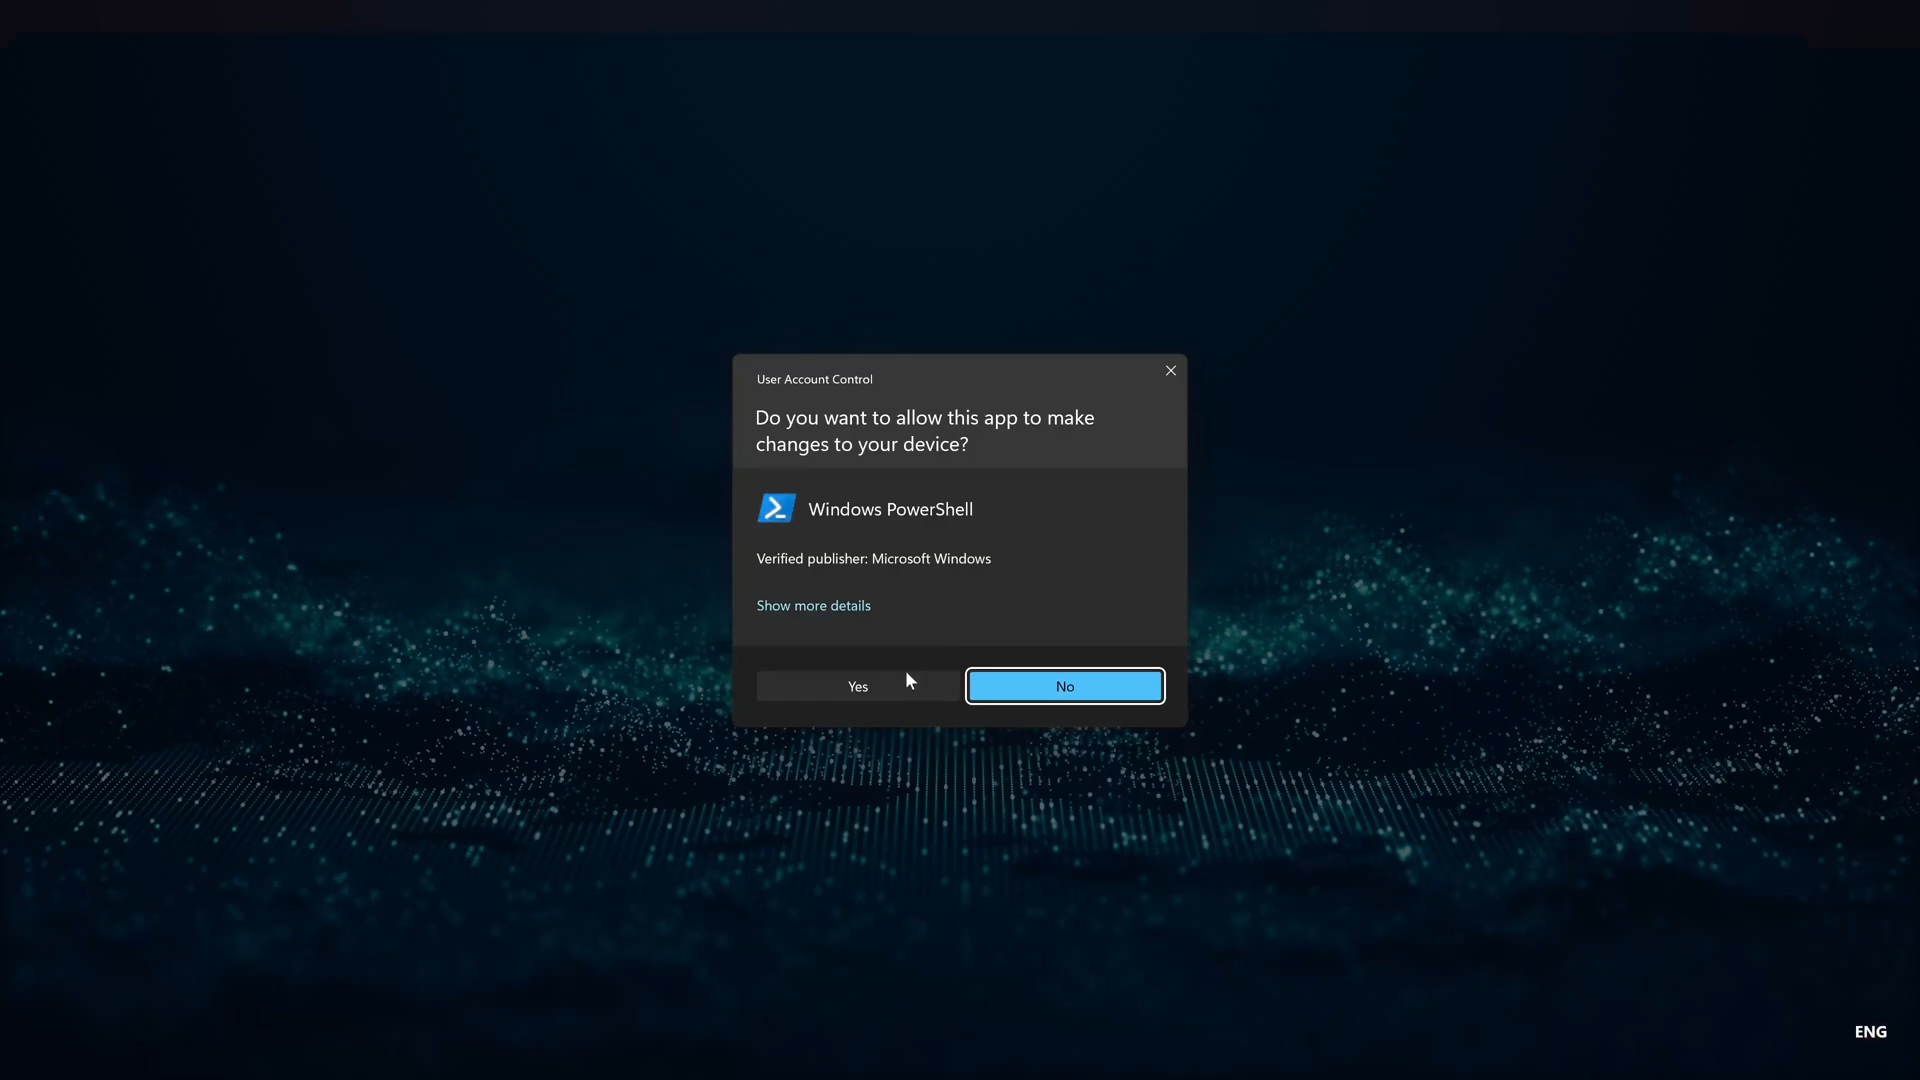 User Account Control
Do you want to allow this app to make
changes to your device?
Windows PowerShell
Verified publisher: Microsoft Windows
Show more details
Yes
No
ENG